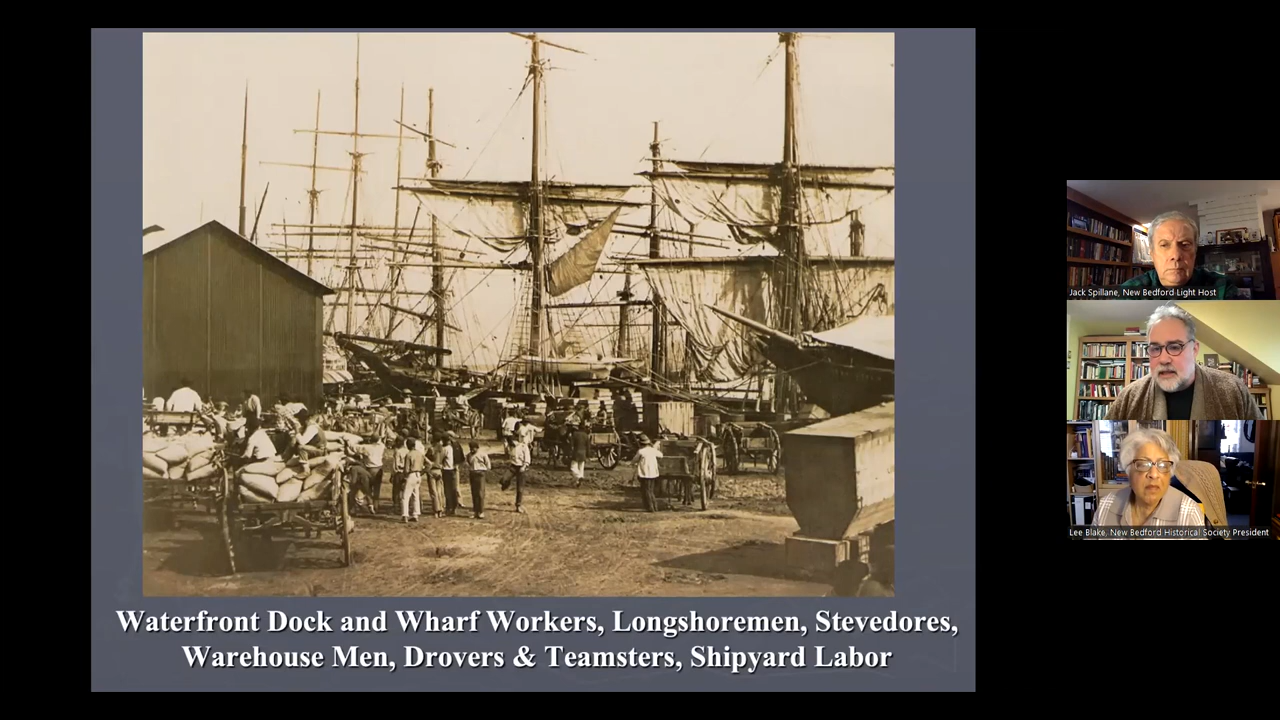 Waterfront Dock and Wharf Workers, Longshoremen, Stevedores,
Warehouse Men, Drovers & Teamsters, Shipyard Labor
Jack Spillane, New Bedford Light Host
Lee Blake, New Bedford Historical Society President